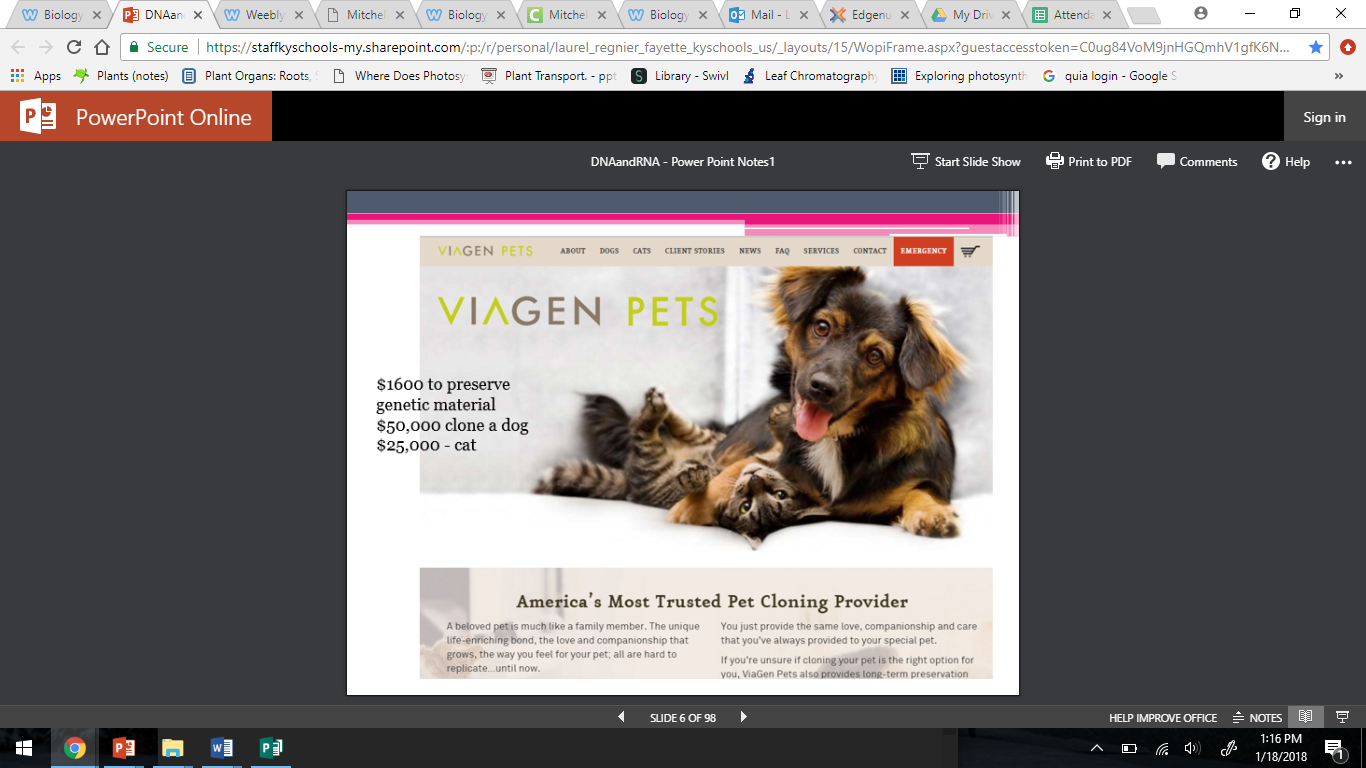 Biology
DNAan
Weekly
Mitchel
Biology
Mitchel
Biology
Mail - L
Edgenu
My Driv
Attenda
Secure
https://staffkyschools-my.sharepoint.com/:p:/r/personal/laurel_regnier_fayette_kyschools_us/_layouts/15/WopiFrame.aspx?guestaccesstoken=C0ug84VoM9jnHGQmhV1gfK6N...
Apps
Plants (notes)
Plant Organs: Roots,
Where Does Photosy
Plant Transport. - ppt
Library - Swivl
Leaf Chromatography
Exploring photosynth
quia login - Google S
»
PowerPoint Online
Sign in
DNAandRNA - Power Point Notes1
Start Slide Show
Print to PDF
Comments
Help
VIAGEN PETS
ABOUT
DOGS
CATS
CLIENT STORIES
NEWS
FAQ
SERVICES
CONTACT
EMERGENCY
VIAGEN PETS
$1600 to preserve
genetic material
$50,000 clone a dog
$25,000 - cat
America's Most Trusted Pet Cloning Provider
A beloved pet is much like a family member. The unique
life-enriching bond, the love and companionship that
grows, the way you feel for your pet; all are hard to
replicate...until now.
You just provide the same love, companionship and care
that you've always provided to your special pet.
If you're unsure if cloning your pet is the right option for
you, ViaGen Pets also provides long-term preservation
SLIDE 6 OF 98
HELP IMPROVE OFFICE
NOTES
1:16 PM
1/18/2018
1